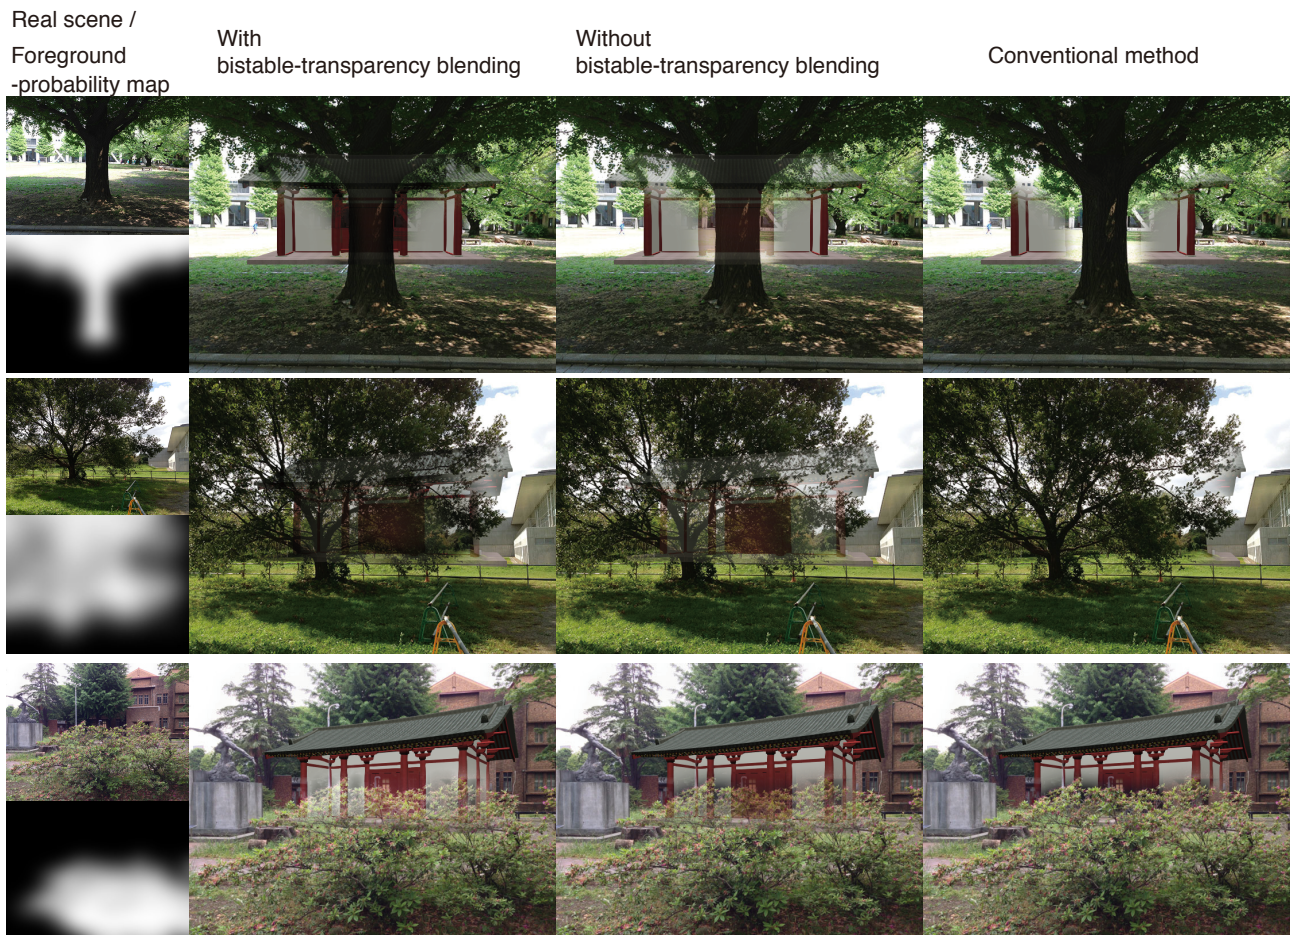 Real scene /
Foreground
-probability map
With
bistable-transparency blending
Without
bistable-transparency blending
Conventional method